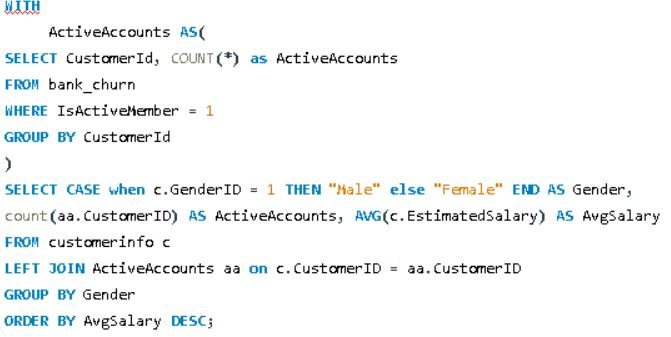 WITH
ActiveAccounts AS(
SELECT CustomerId, COUNT(*) as ActiveAccounts
FROM bank_churn
WHERE IsActiveMember = 1
GROUP BY CustomerId
)
SELECT CASE when c.GenderID = 1 THEN "Male" else "Female" END AS Gender,
count(aa.CustomerID) AS ActiveAccounts, AVG(c.EstimatedSalary) AS AvgSalary
FROM customerinfo c
LEFT JOIN ActiveAccounts aa on c.CustomerID = aa.CustomerID
GROUP BY Gender
ORDER BY AvgSalary DESC;